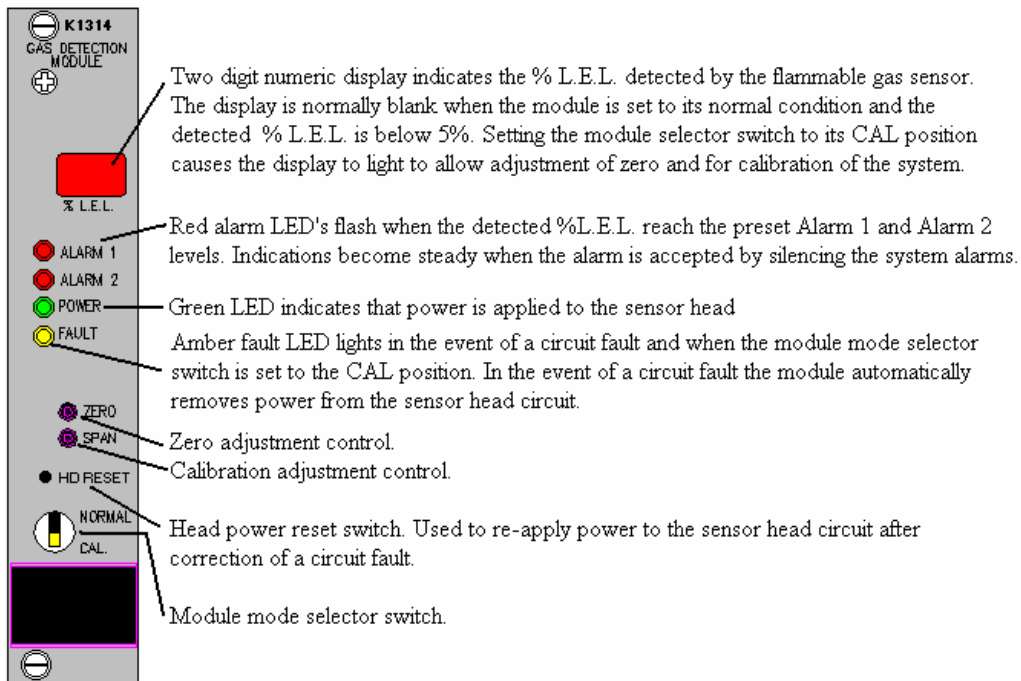 K1314
GAS DETECTION
MODULE
Two digit numeric display indicates the % L.E.L. detected by the flammable gas sensor.
The display is normally blank when the module is set to its normal condition and the
detected % L.E.L. is below 5%. Setting the module selector switch to its CAL position
causes the display to light to allow adjustment of zero and for calibration of the system.
% L.E.L.
Red alarm LED's flash when the detected %L.E.L. reach the preset Alarm 1 and Alarm 2
levels. Indications become steady when the alarm is accepted by silencing the system alarms.
ALARM 1
ALARM 2
POWER
Green LED indicates that power is applied to the sensor head
FAULT
Amber fault LED lights in the event of a circuit fault and when the module mode selector
switch is set to the CAL position. In the event of a circuit fault the module automatically
removes power from the sensor head circuit.
ZERO
Zero adjustment control.
SPAN
Calibration adjustment control.
HD RESET
Head power reset switch. Used to re-apply power to the sensor head circuit after
correction of a circuit fault.
NORMAL
CAL.
Module mode selector switch.